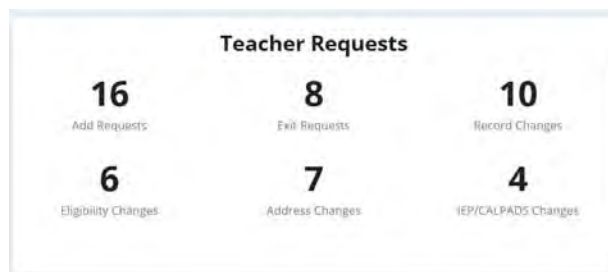 Teacher Requests
16 8 10
Add Requests Exit Requests Record Changes
6 7 4
Eligibility Changes Address Changes IEP/CALPADS Changes